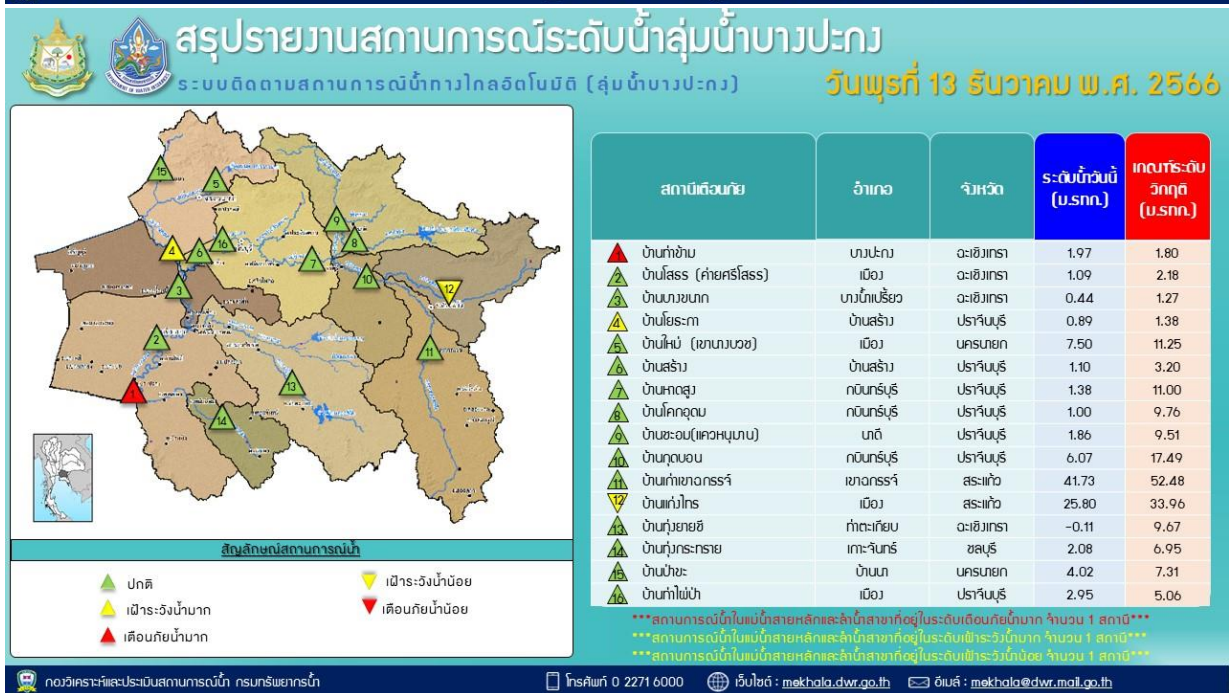 สรุปรายงานสถานการณ์ระดับน้ำลุ่มน้ำบางปะกง
ระบบติดตามสถานการณ์น้ำทางไกลอัตโนมัติ (ลุ่มน้ำบางปะกง)
วันพุธที่ 13 ธันวาคม พ.ศ. 2566
15
5
9
16
8
4
6
7
10
3
12
2
11
1
13
14
สัญลักษณ์สถานการณ์น้ำ
ปกติ
เฝ้าระวังน้ำน้อย
เฝ้าระวังน้ำมาก
เตือนภัยน้ำน้อย
เตือนภัยน้ำมาก
สถานีเตือนภัย อำเภอ จังหวัด ระดับน้ำวันนี้ (ม.รทก.) เกณฑ์ระดับวิกฤติ (ม.รทก.)
1 บ้านท่าข้าม บางปะกง ฉะเชิงเทรา 1.97 1.80
2 บ้านโสธร (ค่ายศรีโสธร) เมือง ฉะเชิงเทรา 1.09 2.18
3 บ้านบางขนาก บางน้ำเปรี้ยว ฉะเชิงเทรา 0.44 1.27
4 บ้านโยธะกา บ้านสร้าง ปราจีนบุรี 0.89 1.38
5 บ้านใหม่ (เขานางบวช) เมือง นครนายก 7.50 11.25
6 บ้านสร้าง บ้านสร้าง ปราจีนบุรี 1.10 3.20
7 บ้านหาดสูง กบินทร์บุรี ปราจีนบุรี 1.38 11.00
8 บ้านโคกอุดม กบินทร์บุรี ปราจีนบุรี 1.00 9.76
9 บ้านซะอม(แควหนุมาน) นาดี ปราจีนบุรี 1.86 9.51
10 บ้านกุดบอน กบินทร์บุรี ปราจีนบุรี 6.07 17.49
11 บ้านเก่าเขาฉกรรจ์ เขาฉกรรจ์ สระแก้ว 41.73 52.48
12 บ้านแก่งไทร เมือง สระแก้ว 25.80 33.96
13 บ้านทุ่งยายชี ท่าตะเกียบ ฉะเชิงเทรา -0.11 9.67
14 บ้านทุ่งกระทราย เกาะจันทร์ ชลบุรี 2.08 6.95
15 บ้านป่าขะ บ้านนา นครนายก 4.02 7.31
16 บ้านท่าไผ่ป่า เมือง ปราจีนบุรี 2.95 5.06
***สถานการณ์น้ำในแม่น้ำสายหลักและลำน้ำสาขาที่อยู่ในระดับเตือนภัยน้ำมาก จำนวน 1 สถานี***
***สถานการณ์น้ำในแม่น้ำสายหลักและลำน้ำสาขาที่อยู่ในระดับเฝ้าระวังน้ำมาก จำนวน 1 สถานี***
***สถานการณ์น้ำในแม่น้ำสายหลักและลำน้ำสาขาที่อยู่ในระดับเฝ้าระวังน้ำน้อย จำนวน 1 สถานี***
กองวิเคราะห์และประเมินสถานการณ์น้ำ กรมทรัพยากรน้ำ โทรศัพท์ 0 2271 6000 เว็บไซต์ : mekhala.dwr.go.th อีเมล์ : mekhala@dwr.mail.go.th